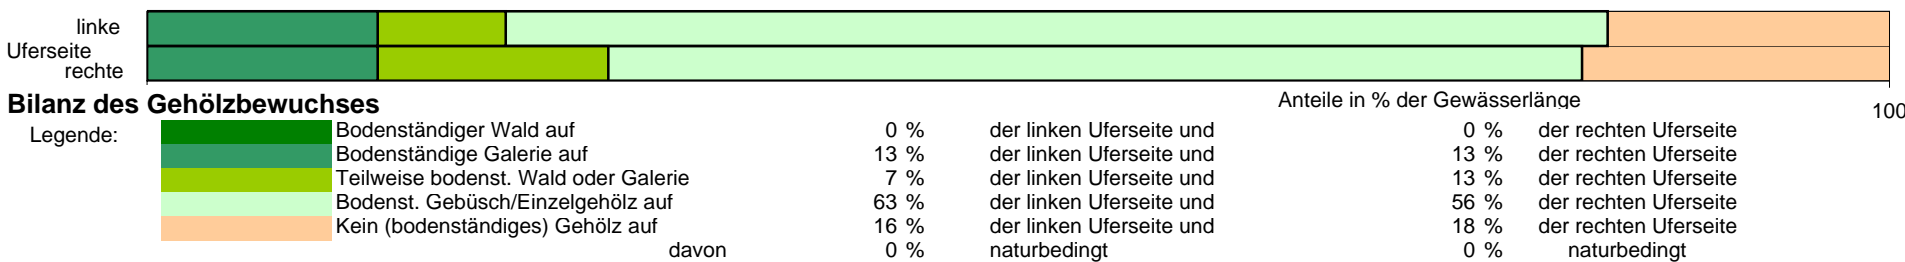 linke
Uferseite
rechte
Bilanz des Gehölzbewuchses Anteile in % der Gewässerlänge 100
Legende:
Bodenständiger Wald auf 0 % der linken Uferseite und 0 % der rechten Uferseite
Bodenständige Galerie auf 13 % der linken Uferseite und 13 % der rechten Uferseite
Teilweise bodenst. Wald oder Galerie 7 % der linken Uferseite und 13 % der rechten Uferseite
Bodenst. Gebüsch/Einzelgehölz auf 63 % der linken Uferseite und 56 % der rechten Uferseite
Kein (bodenständiges) Gehölz auf 16 % der linken Uferseite und 18 % der rechten Uferseite
davon 0 % naturbedingt 0 % naturbedingt